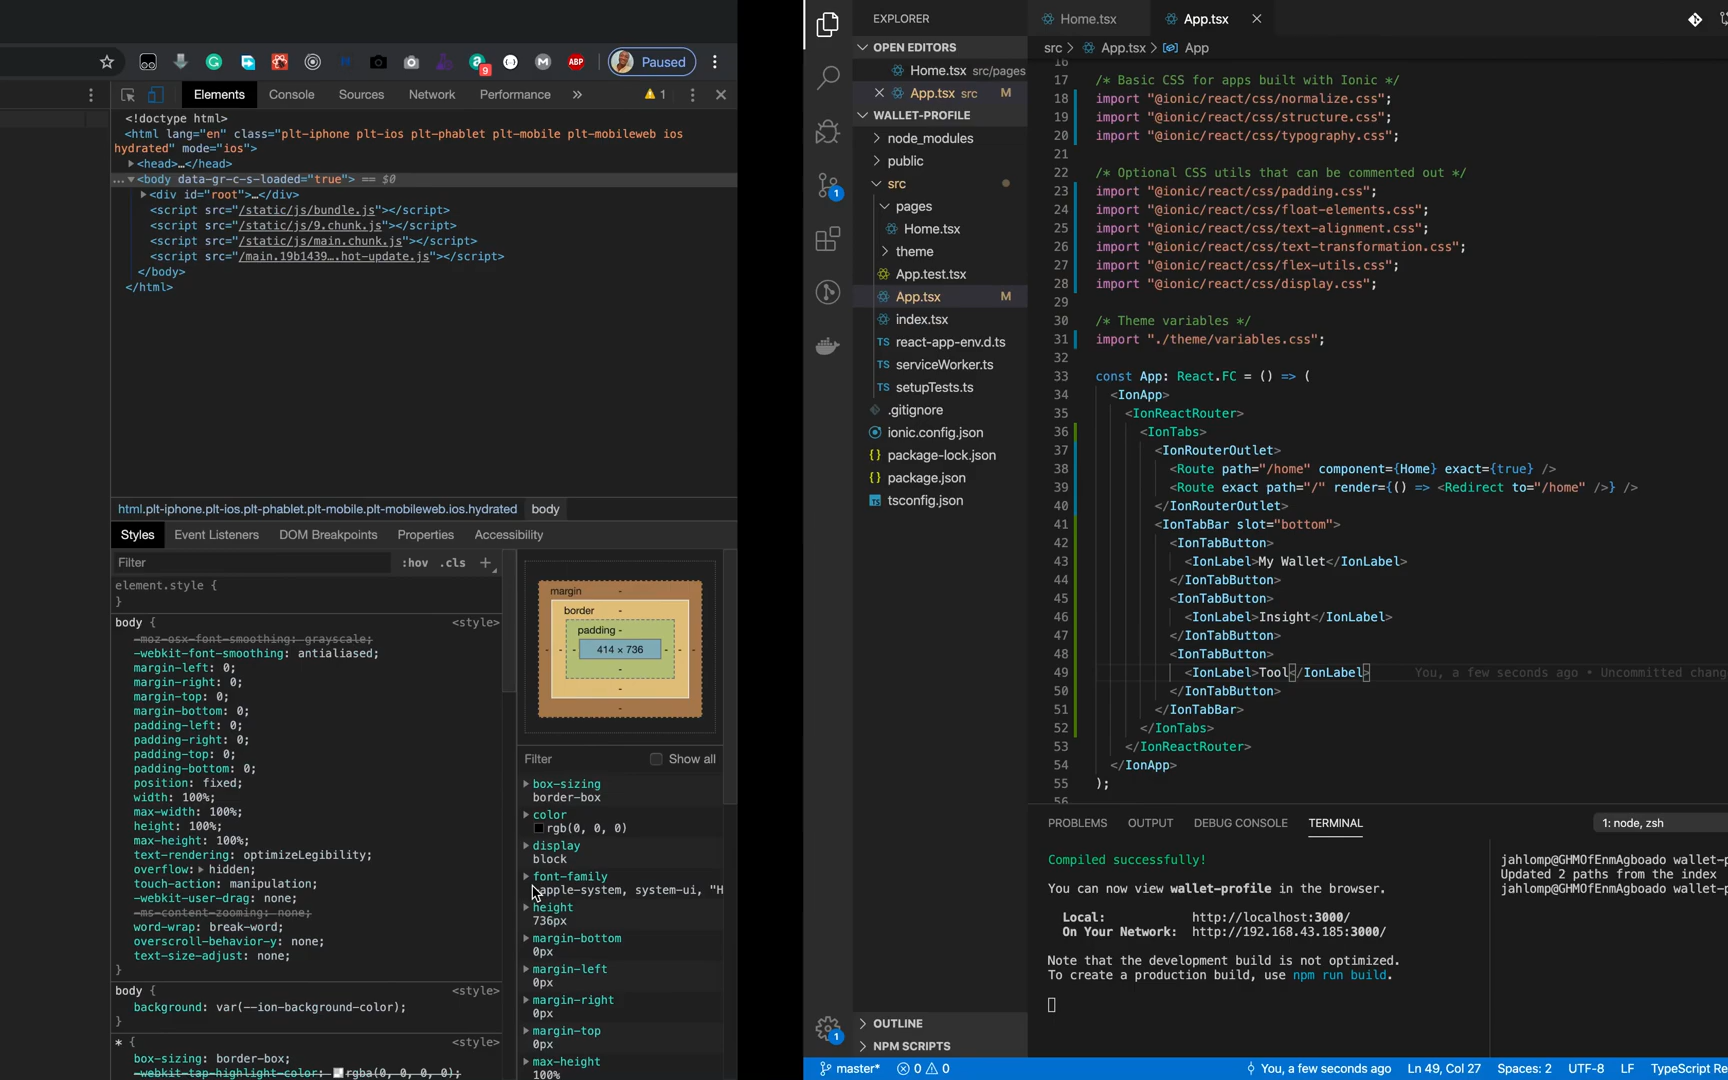 9
Paused
Elements
Console
Sources
Network
Performance
»
1
<!doctype html>
<html lang="en" class="plt-iphone plt-ios plt-phablet plt-mobile plt-mobileweb ios
hydrated" mode="ios">
<head>…</head>
<body data-gr-c-s-loaded="true"> == $0
<div id="root">…</div>
<script src="/static/js/bundle.js"></script>
<script src="/static/js/9.chunk.js"></script>
<script src="/static/js/main.chunk.js"></script>
<script src="/main.19b1439….hot-update.js"></script>
</body>
</html>
html.plt-iphone.plt-ios.plt-phablet.plt-mobile.plt-mobileweb.ios.hydrated body
Styles
Event Listeners
DOM Breakpoints
Properties
Accessibility
Filter
:hov .cls +
element.style {
}
body { <style>
-moz-osx-font-smoothing: grayscale;
-webkit-font-smoothing: antialiased;
margin-left: 0;
margin-right: 0;
margin-top: 0;
margin-bottom: 0;
padding-left: 0;
padding-right: 0;
padding-top: 0;
padding-bottom: 0;
position: fixed;
width: 100%;
max-width: 100%;
height: 100%;
max-height: 100%;
text-rendering: optimizeLegibility;
overflow: hidden;
touch-action: manipulation;
-webkit-user-drag: none;
-ms-content-zooming: none;
word-wrap: break-word;
overscroll-behavior-y: none;
text-size-adjust: none;
}
body { <style>
background: var(--ion-background-color);
}
* { <style>
box-sizing: border-box;
-webkit-tap-highlight-color: rgba(0, 0, 0, 0);
margin -
border -
padding -
414 × 736
Filter
Show all
box-sizing
border-box
color
rgb(0, 0, 0)
display
block
font-family
-apple-system, system-ui, "H
height
736px
margin-bottom
0px
margin-left
0px
margin-right
0px
margin-top
0px
max-height
100%
EXPLORER
OPEN EDITORS
Home.tsx src/pages
App.tsx src M
WALLET-PROFILE
node_modules
public
src
pages
Home.tsx
theme
App.test.tsx
App.tsx M
index.tsx
TS react-app-env.d.ts
TS serviceWorker.ts
TS setupTests.ts
.gitignore
ionic.config.json
{} package-lock.json
{} package.json
tsconfig.json
OUTLINE
NPM SCRIPTS
1
1
Home.tsx
App.tsx
src > App.tsx > App
16
17 /* Basic CSS for apps built with Ionic */
18 import "@ionic/react/css/normalize.css";
19 import "@ionic/react/css/structure.css";
20 import "@ionic/react/css/typography.css";
21
22 /* Optional CSS utils that can be commented out */
23 import "@ionic/react/css/padding.css";
24 import "@ionic/react/css/float-elements.css";
25 import "@ionic/react/css/text-alignment.css";
26 import "@ionic/react/css/text-transformation.css";
27 import "@ionic/react/css/flex-utils.css";
28 import "@ionic/react/css/display.css";
29
30 /* Theme variables */
31 import "./theme/variables.css";
32
33 const App: React.FC = () => (
34 <IonApp>
35 <IonReactRouter>
36 <IonTabs>
37 <IonRouterOutlet>
38 <Route path="/home" component={Home} exact={true} />
39 <Route exact path="/" render={() => <Redirect to="/home" />} />
40 </IonRouterOutlet>
41 <IonTabBar slot="bottom">
42 <IonTabButton>
43 <IonLabel>My Wallet</IonLabel>
44 </IonTabButton>
45 <IonTabButton>
46 <IonLabel>Insight</IonLabel>
47 </IonTabButton>
48 <IonTabButton>
49 <IonLabel>Tool</IonLabel> You, a few seconds ago • Uncommitted chang
50 </IonTabButton>
51 </IonTabBar>
52 </IonTabs>
53 </IonReactRouter>
54 </IonApp>
55 );
56
PROBLEMS
OUTPUT
DEBUG CONSOLE
TERMINAL
1: node, zsh
Compiled successfully!
You can now view wallet-profile in the browser.
Local: http://localhost:3000/
On Your Network: http://192.168.43.185:3000/
Note that the development build is not optimized.
To create a production build, use npm run build.
jahlomp@GHMOfEnmAgboado wallet-p
Updated 2 paths from the index
jahlomp@GHMOfEnmAgboado wallet-p
master*
0
0
You, a few seconds ago
Ln 49, Col 27
Spaces: 2
UTF-8
LF
TypeScript Re